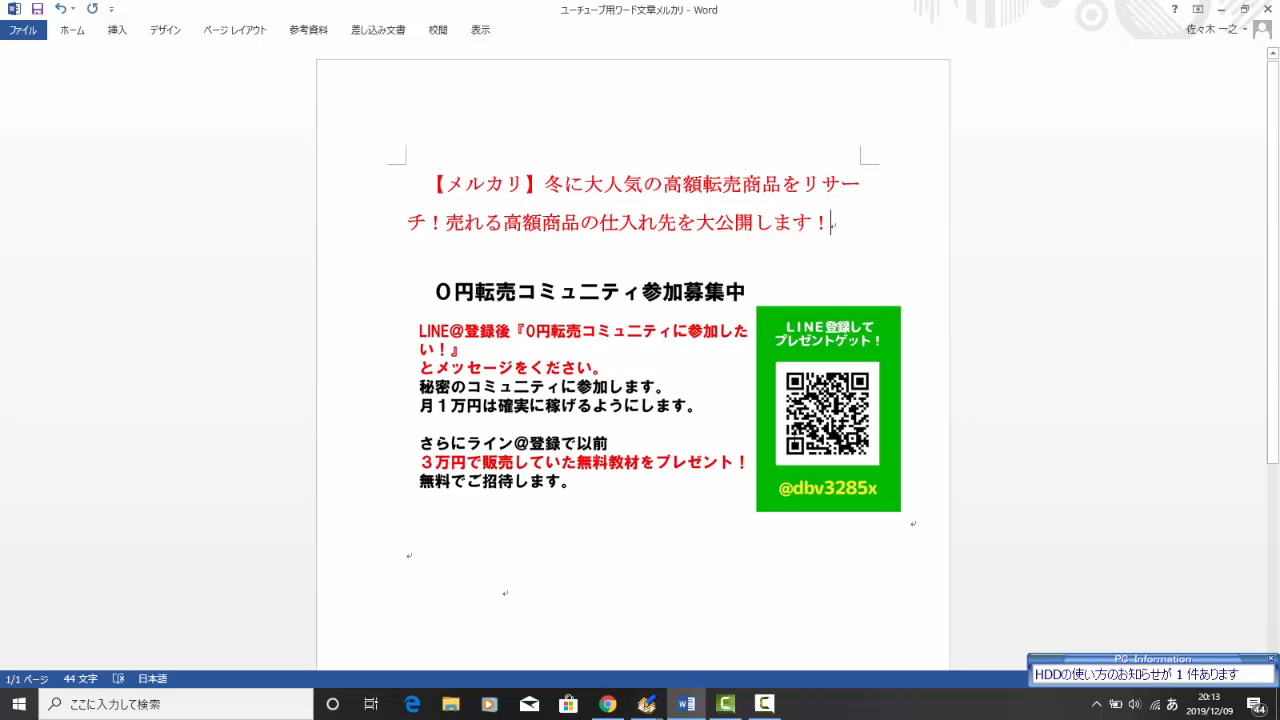 ユーチューブ用ワード文章メルカリ - Word
ファイル ホーム 挿入 デザイン ページ レイアウト 参考資料 差し込み文書 校閲 表示
佐々木 一之
【メルカリ】冬に大人気の高額転売商品をリサー
チ！売れる高額商品の仕入れ先を大公開します！
０円転売コミュニティ参加募集中
LINE@登録後『0円転売コミュニティに参加した
い！』
とメッセージをください。
秘密のコミュニティに参加します。
月１万円は確実に稼げるようにします。
さらにライン@登録で以前
３万円で販売していた無料教材をプレゼント！
無料でご招待します。
ＬＩＮＥ登録して
プレゼントゲット！
@dbv3285x
PC Information
HDDの使い方のお知らせが 1 件あります
1/1 ページ 44 文字 日本語
ここに入力して検索
あ
20:13
2019/12/09
44